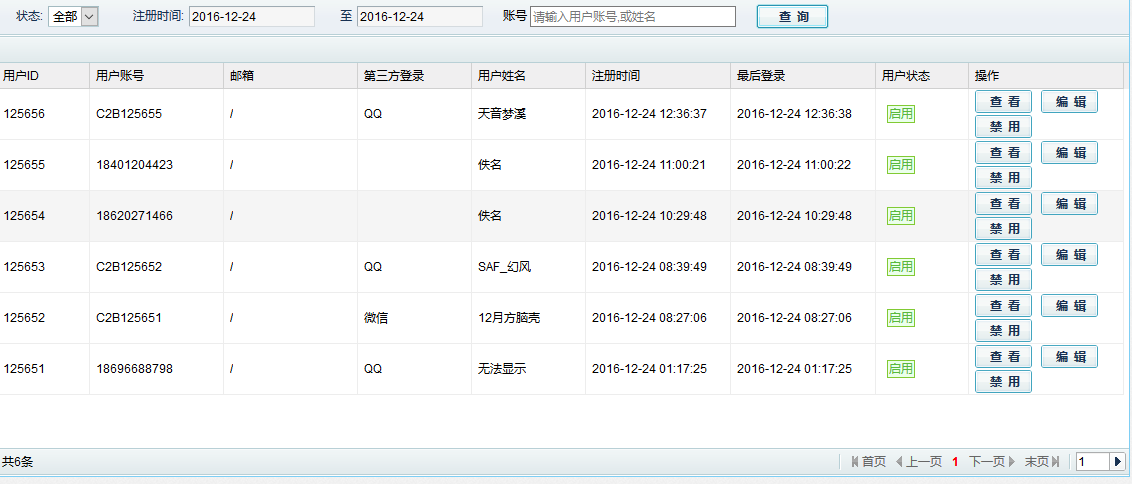 状态: 全部 注册时间: 2016-12-24 至 2016-12-24 账号 请输入用户账号,或姓名 查 询
用户ID 用户账号 邮箱 第三方登录 用户姓名 注册时间 最后登录 用户状态 操作
125656 C2B125655 / QQ 天音梦溪 2016-12-24 12:36:37 2016-12-24 12:36:38 启用 查 看 编 辑
禁 用
125655 18401204423 / 佚名 2016-12-24 11:00:21 2016-12-24 11:00:22 启用 查 看 编 辑
禁 用
125654 18620271466 / 佚名 2016-12-24 10:29:48 2016-12-24 10:29:48 启用 查 看 编 辑
禁 用
125653 C2B125652 / QQ SAF_幻风 2016-12-24 08:39:49 2016-12-24 08:39:49 启用 查 看 编 辑
禁 用
125652 C2B125651 / 微信 12月方脑壳 2016-12-24 08:27:06 2016-12-24 08:27:06 启用 查 看 编 辑
禁 用
125651 18696688798 / QQ 无法显示 2016-12-24 01:17:25 2016-12-24 01:17:25 启用 查 看 编 辑
禁 用
共6条 首页 上一页 1 下一页 末页 1